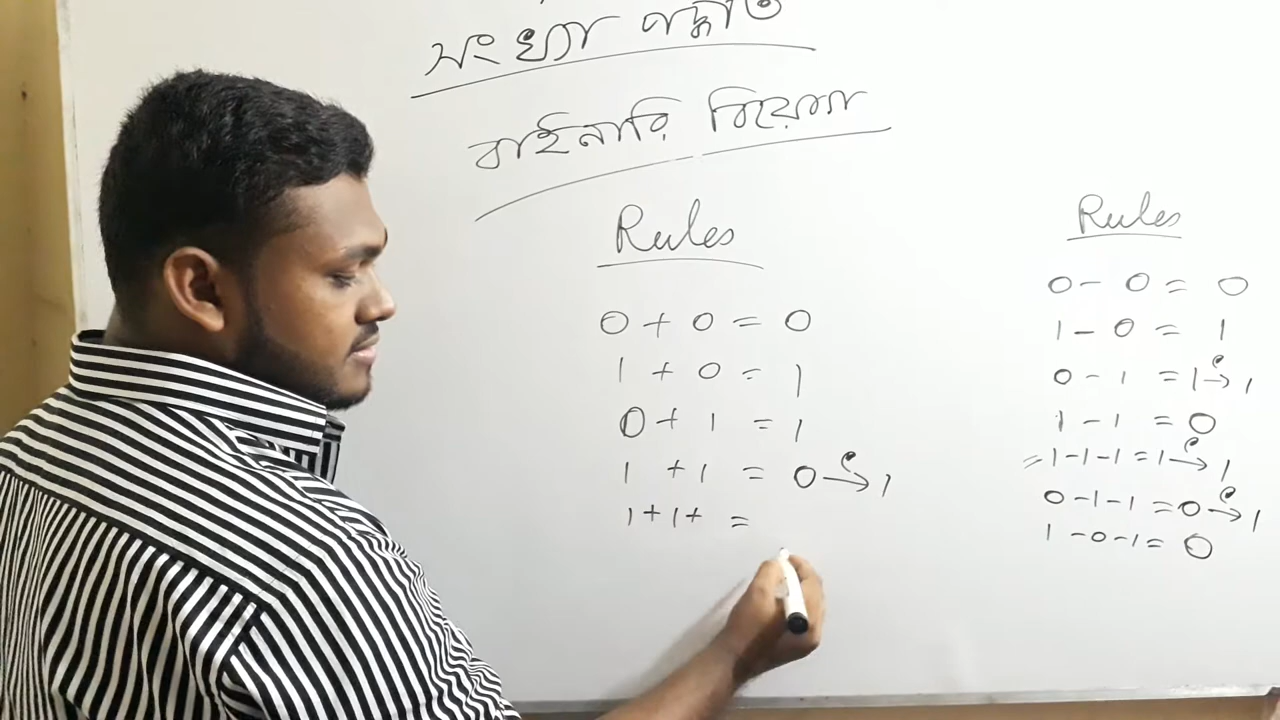 সংখ্যা পদ্ধতি
বাইনারি বিয়োগ
Rules
0 + 0 = 0
1 + 0 = 1
0 + 1 = 1
1 + 1 = 0 c→ 1
1+1+ =
Rules
0 - 0 = 0
1 - 0 = 1
0 - 1 = 1 c→ 1
1 - 1 = 0
= 1-1-1 = 1 c→ 1
0-1-1 = 0 c→ 1
1-0-1 = 0